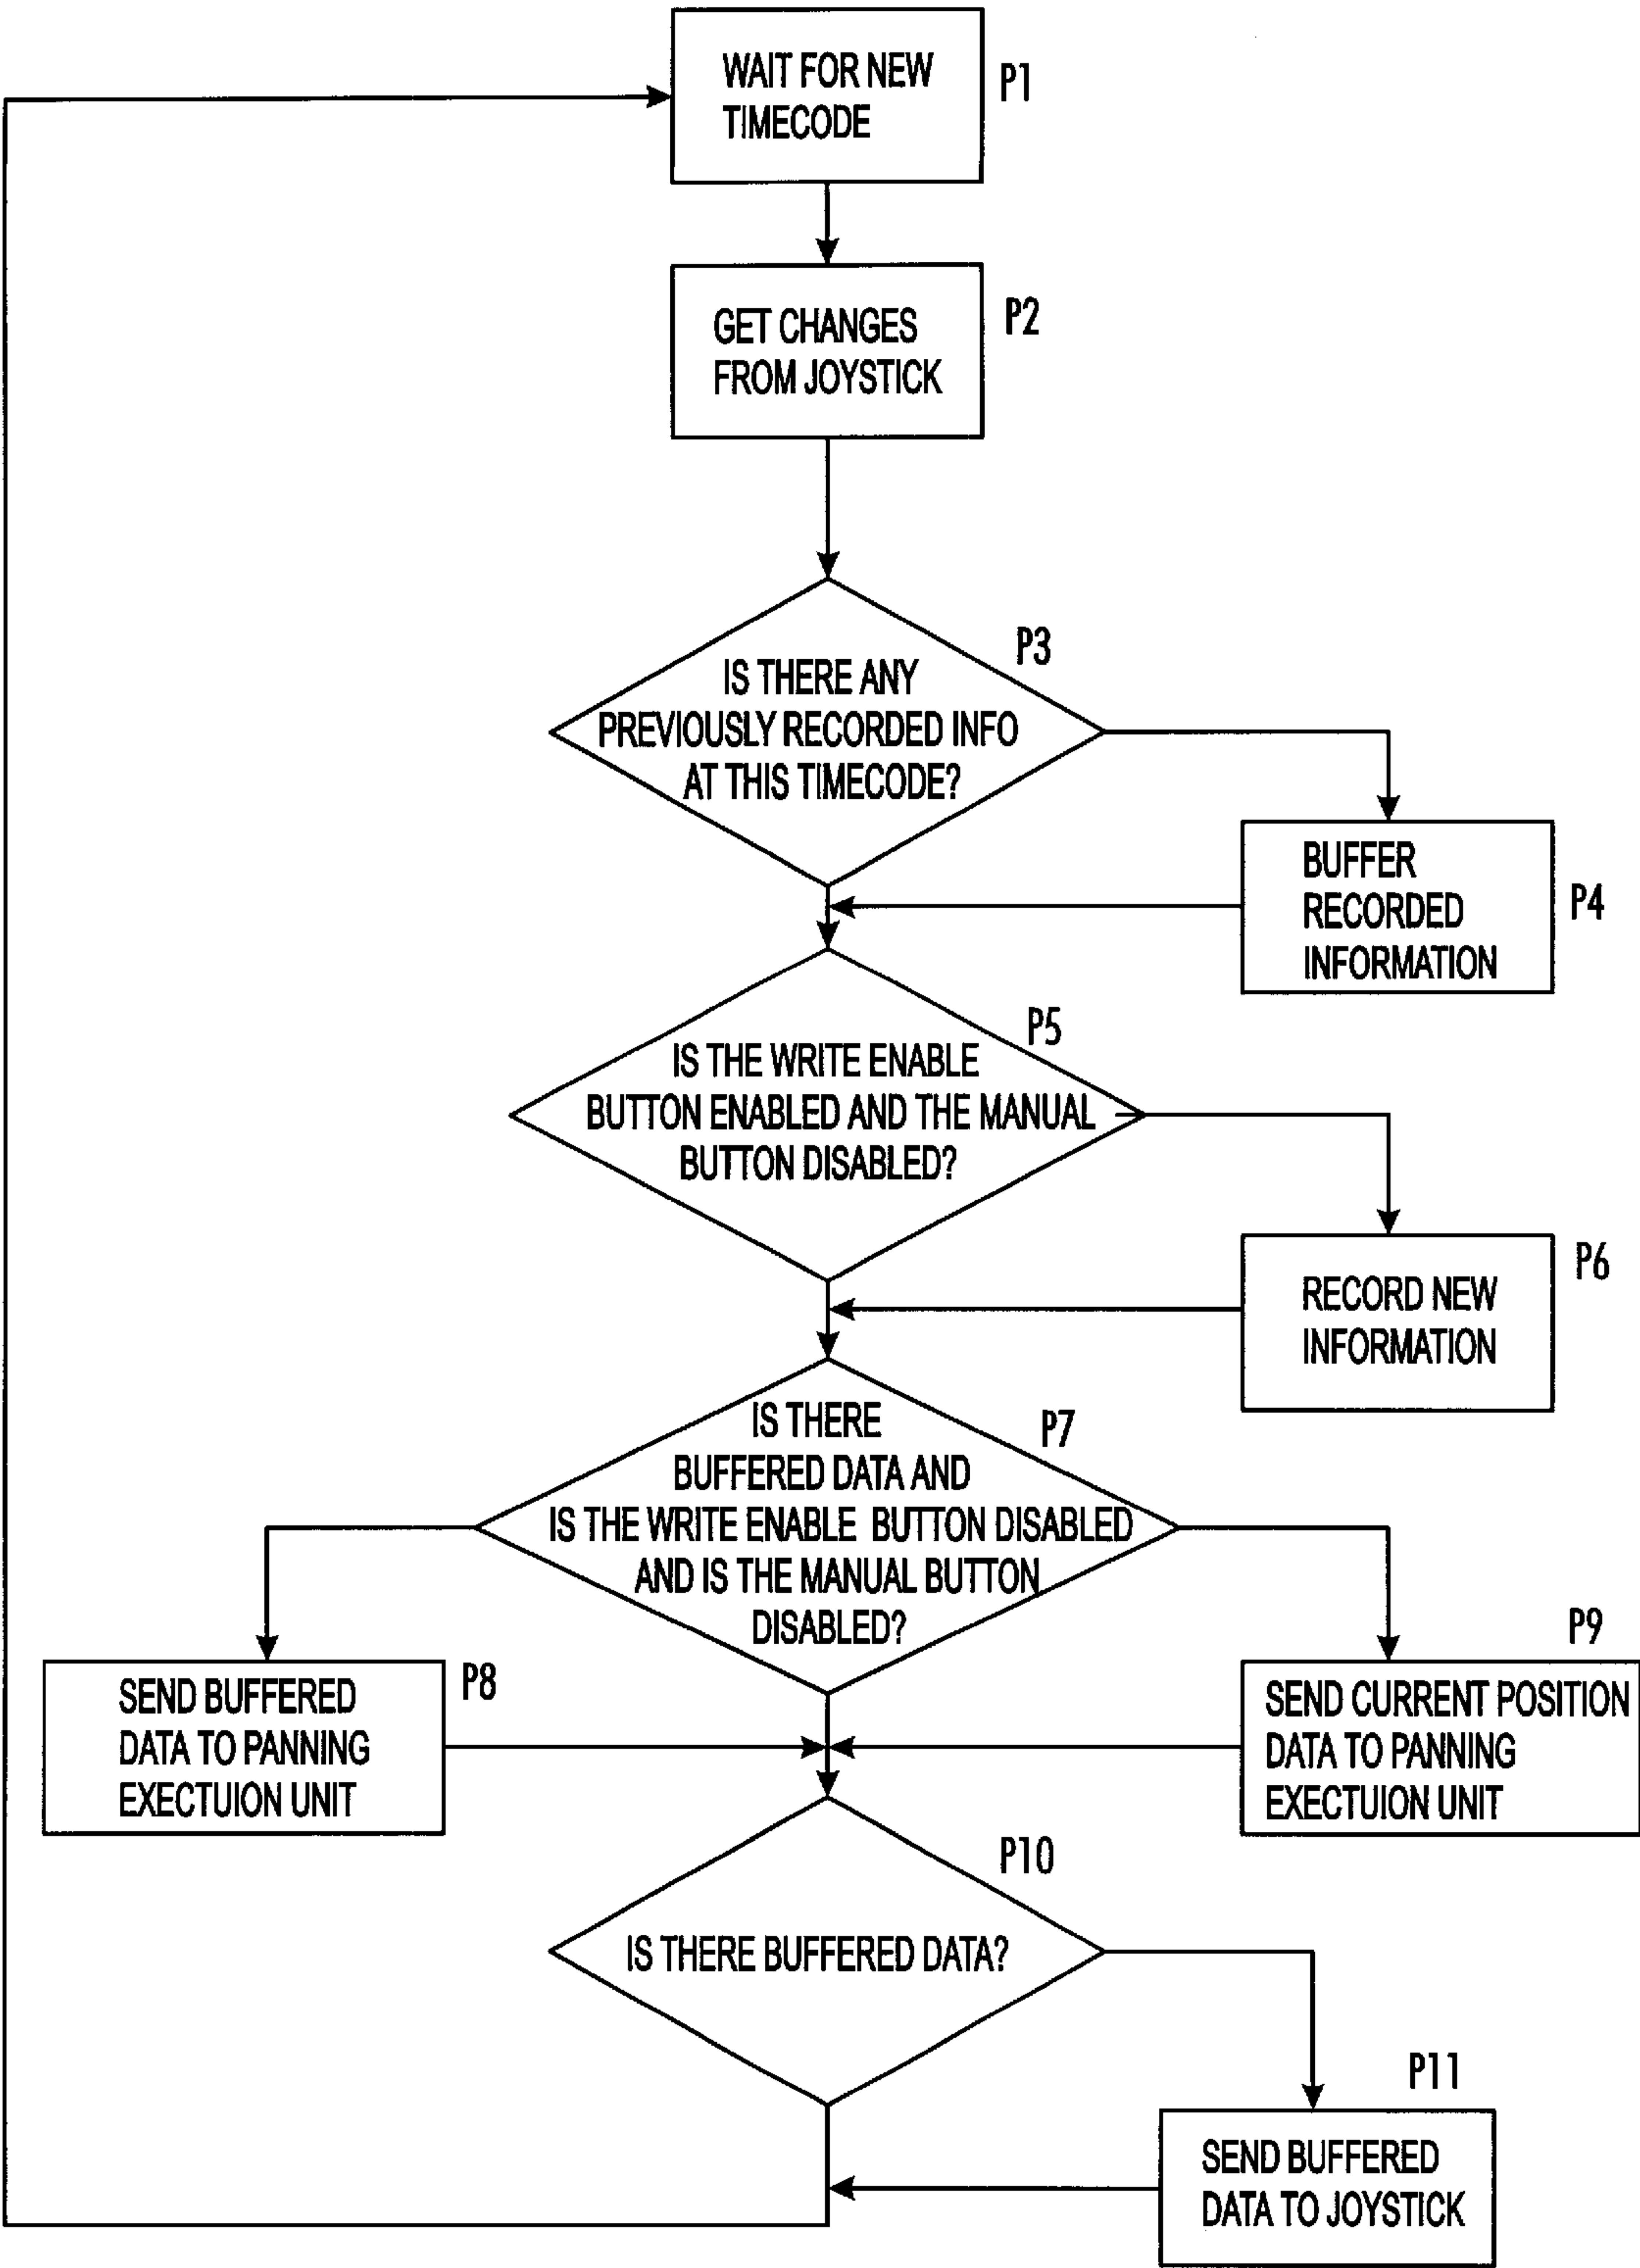 WAIT FOR NEW
TIMECODE
P1
GET CHANGES
FROM JOYSTICK
P2
P3
IS THERE ANY
PREVIOUSLY RECORDED INFO
AT THIS TIMECODE?
BUFFER
RECORDED
INFORMATION
P4
P5
IS THE WRITE ENABLE
BUTTON ENABLED AND THE MANUAL
BUTTON DISABLED?
P6
RECORD NEW
INFORMATION
P7
IS THERE
BUFFERED DATA AND
IS THE WRITE ENABLE BUTTON DISABLED
AND IS THE MANUAL BUTTON
DISABLED?
P8
SEND BUFFERED
DATA TO PANNING
EXECTUION UNIT
P9
SEND CURRENT POSITION
DATA TO PANNING
EXECTUION UNIT
P10
IS THERE BUFFERED DATA?
P11
SEND BUFFERED
DATA TO JOYSTICK